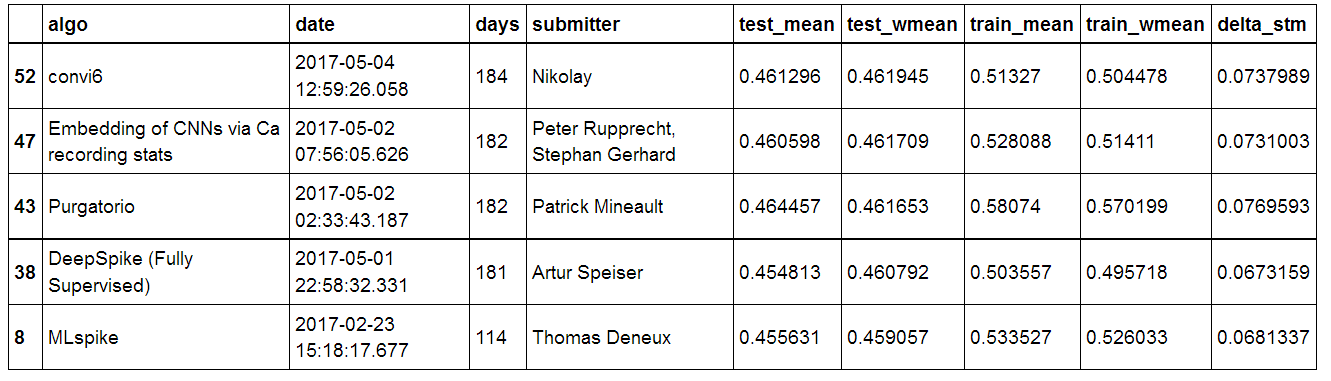 algo date days submitter test_mean test_wmean train_mean train_wmean delta_stm
52 convi6 2017-05-04 12:59:26.058 184 Nikolay 0.461296 0.461945 0.51327 0.504478 0.0737989
47 Embedding of CNNs via Ca recording stats 2017-05-02 07:56:05.626 182 Peter Rupprecht, Stephan Gerhard 0.460598 0.461709 0.528088 0.51411 0.0731003
43 Purgatorio 2017-05-02 02:33:43.187 182 Patrick Mineault 0.464457 0.461653 0.58074 0.570199 0.0769593
38 DeepSpike (Fully Supervised) 2017-05-01 22:58:32.331 181 Artur Speiser 0.454813 0.460792 0.503557 0.495718 0.0673159
8 MLspike 2017-02-23 15:18:17.677 114 Thomas Deneux 0.455631 0.459057 0.533527 0.526033 0.0681337